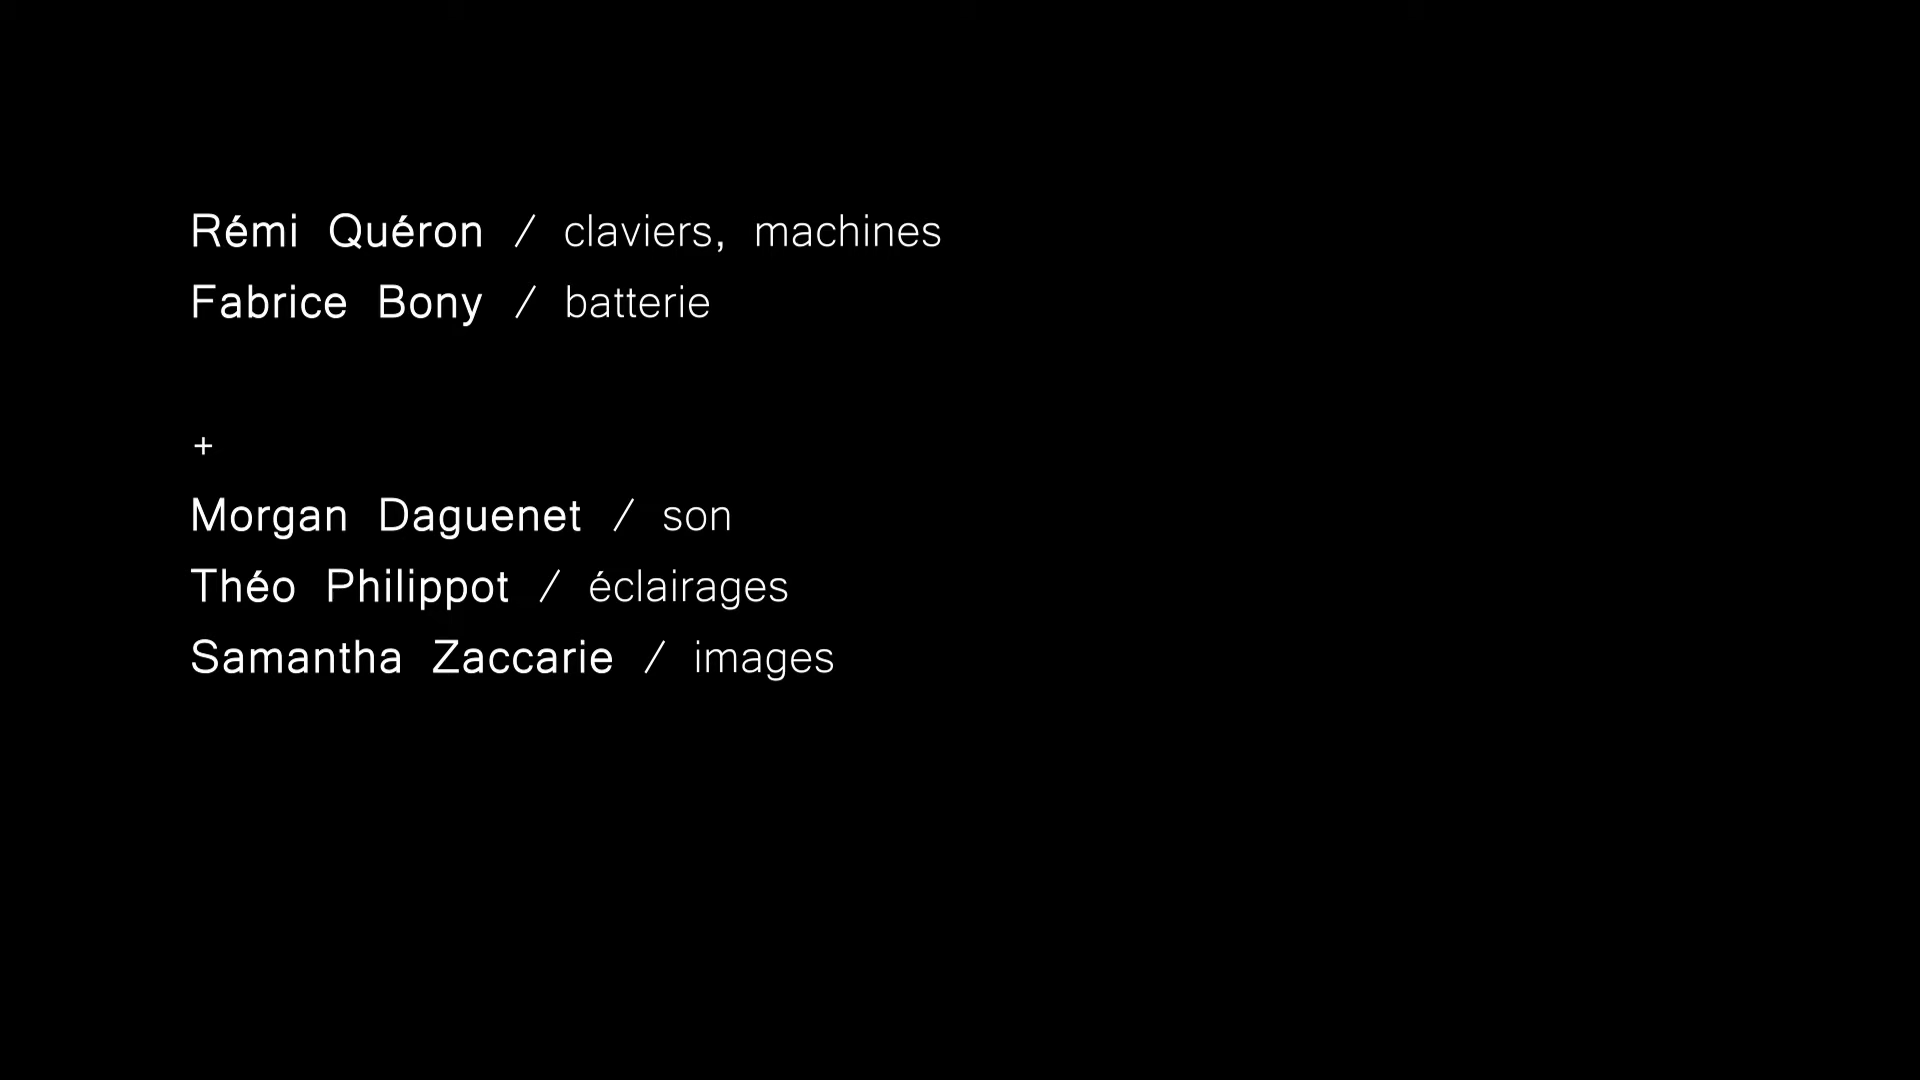 Rémi Quéron / claviers, machines
Fabrice Bony / batterie
+
Morgan Daguenet / son
Théo Philippot / éclairages
Samantha Zaccarie / images